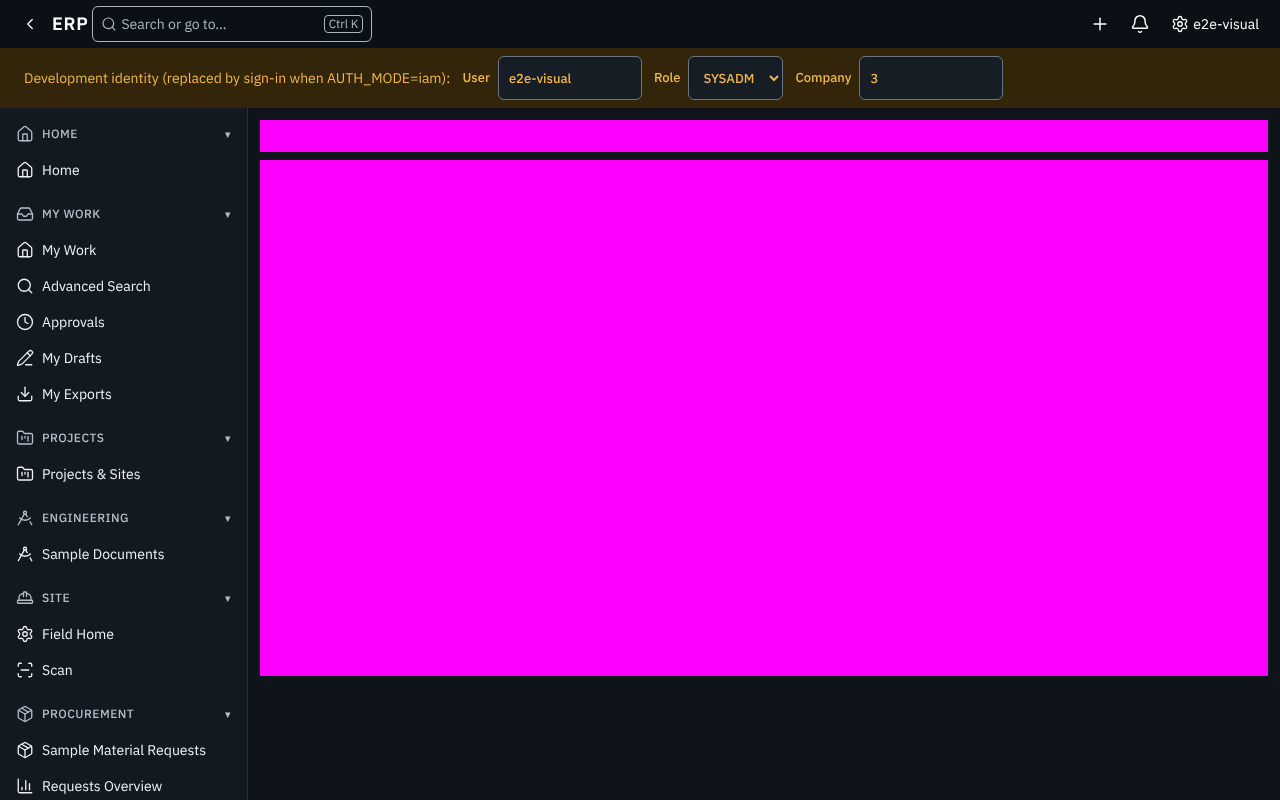 ERP
Search or go to...
Ctrl K
e2e-visual
Development identity (replaced by sign-in when AUTH_MODE=iam):
User
e2e-visual
Role
SYSADM
Company
3
HOME
Home
MY WORK
My Work
Advanced Search
Approvals
My Drafts
My Exports
PROJECTS
Projects & Sites
ENGINEERING
Sample Documents
SITE
Field Home
Scan
PROCUREMENT
Sample Material Requests
Requests Overview